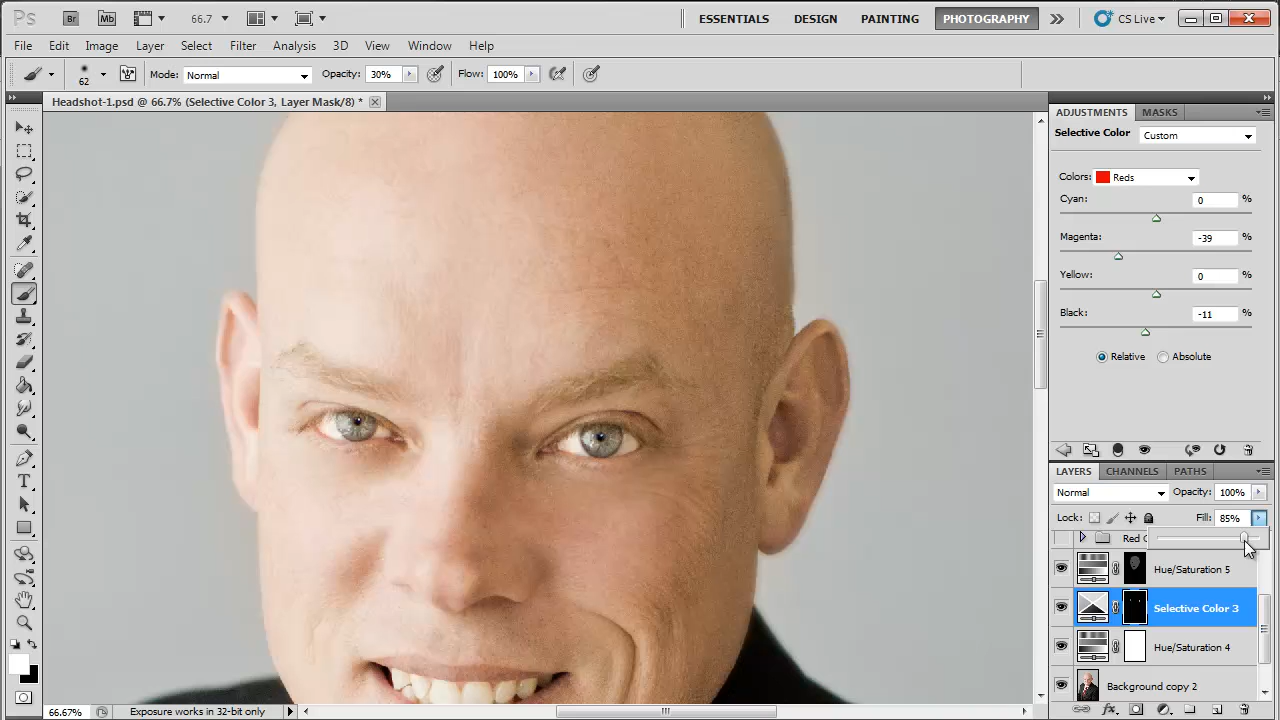 Ps Br Mb 66.7 ESSENTIALS DESIGN PAINTING PHOTOGRAPHY CS Live
File Edit Image Layer Select Filter Analysis 3D View Window Help
62 Mode: Normal Opacity: 30% Flow: 100%
Headshot-1.psd @ 66.7% (Selective Color 3, Layer Mask/8) *
ADJUSTMENTS MASKS
Selective Color Custom
Colors: Reds
Cyan: 0 %
Magenta: -39 %
Yellow: 0 %
Black: -11 %
Relative Absolute
LAYERS CHANNELS PATHS
Normal Opacity: 100%
Lock: Fill: 85%
Red
Hue/Saturation 5
Selective Color 3
Hue/Saturation 4
Background copy 2
66.67% Exposure works in 32-bit only